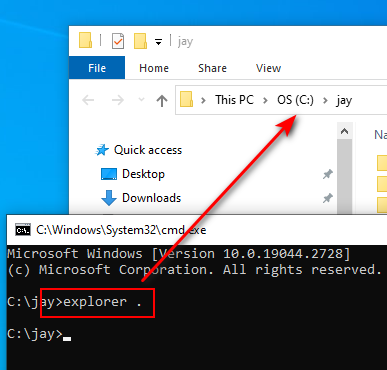 jay
File Home Share View
This PC > OS (C:) > jay
Quick access
Na
Desktop
Downloads
C:\Windows\System32\cmd.exe
Microsoft Windows [Version 10.0.19044.2728]
(c) Microsoft Corporation. All rights reserved.
C:\jay>explorer .
C:\jay>